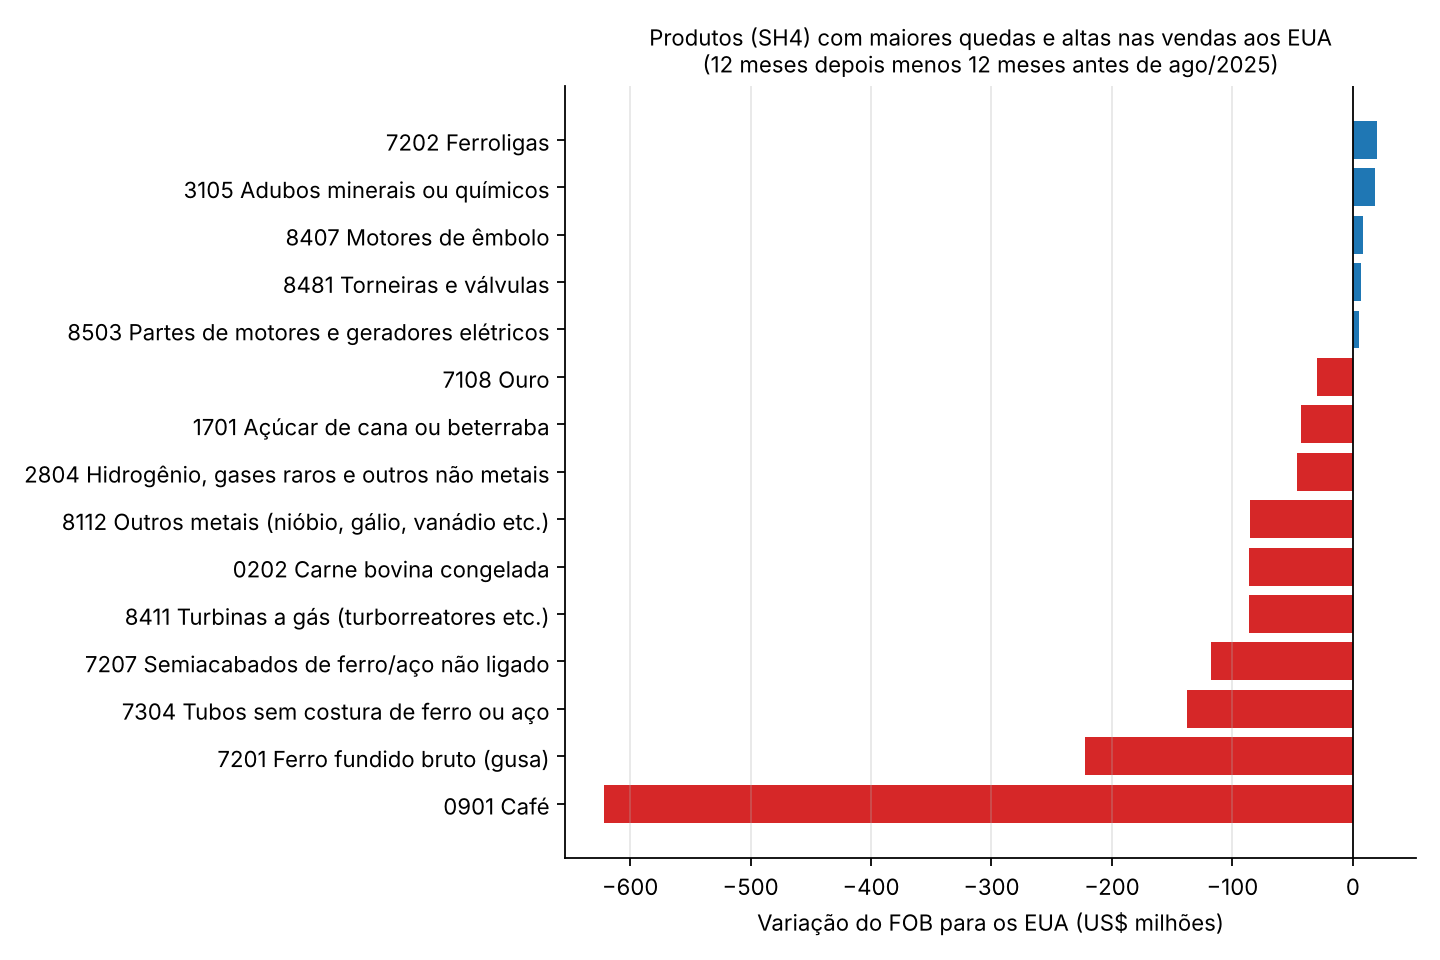 Produtos (SH4) com maiores quedas e altas nas vendas aos EUA
(12 meses depois menos 12 meses antes de ago/2025)
7202 Ferroligas
3105 Adubos minerais ou químicos
8407 Motores de êmbolo
8481 Torneiras e válvulas
8503 Partes de motores e geradores elétricos
7108 Ouro
1701 Açúcar de cana ou beterraba
2804 Hidrogênio, gases raros e outros não metais
8112 Outros metais (nióbio, gálio, vanádio etc.)
0202 Carne bovina congelada
8411 Turbinas a gás (turborreatores etc.)
7207 Semiacabados de ferro/aço não ligado
7304 Tubos sem costura de ferro ou aço
7201 Ferro fundido bruto (gusa)
0901 Café
−600 −500 −400 −300 −200 −100 0
Variação do FOB para os EUA (US$ milhões)